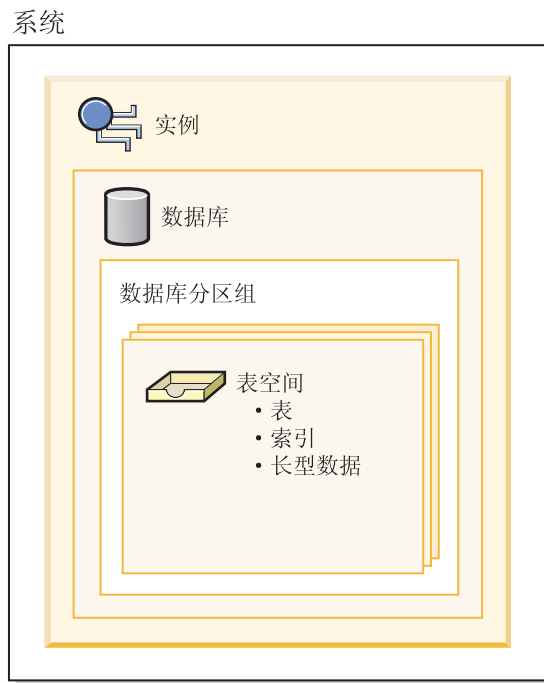 系统
实例
数据库
数据库分区组
表空间
• 表
• 索引
• 长型数据